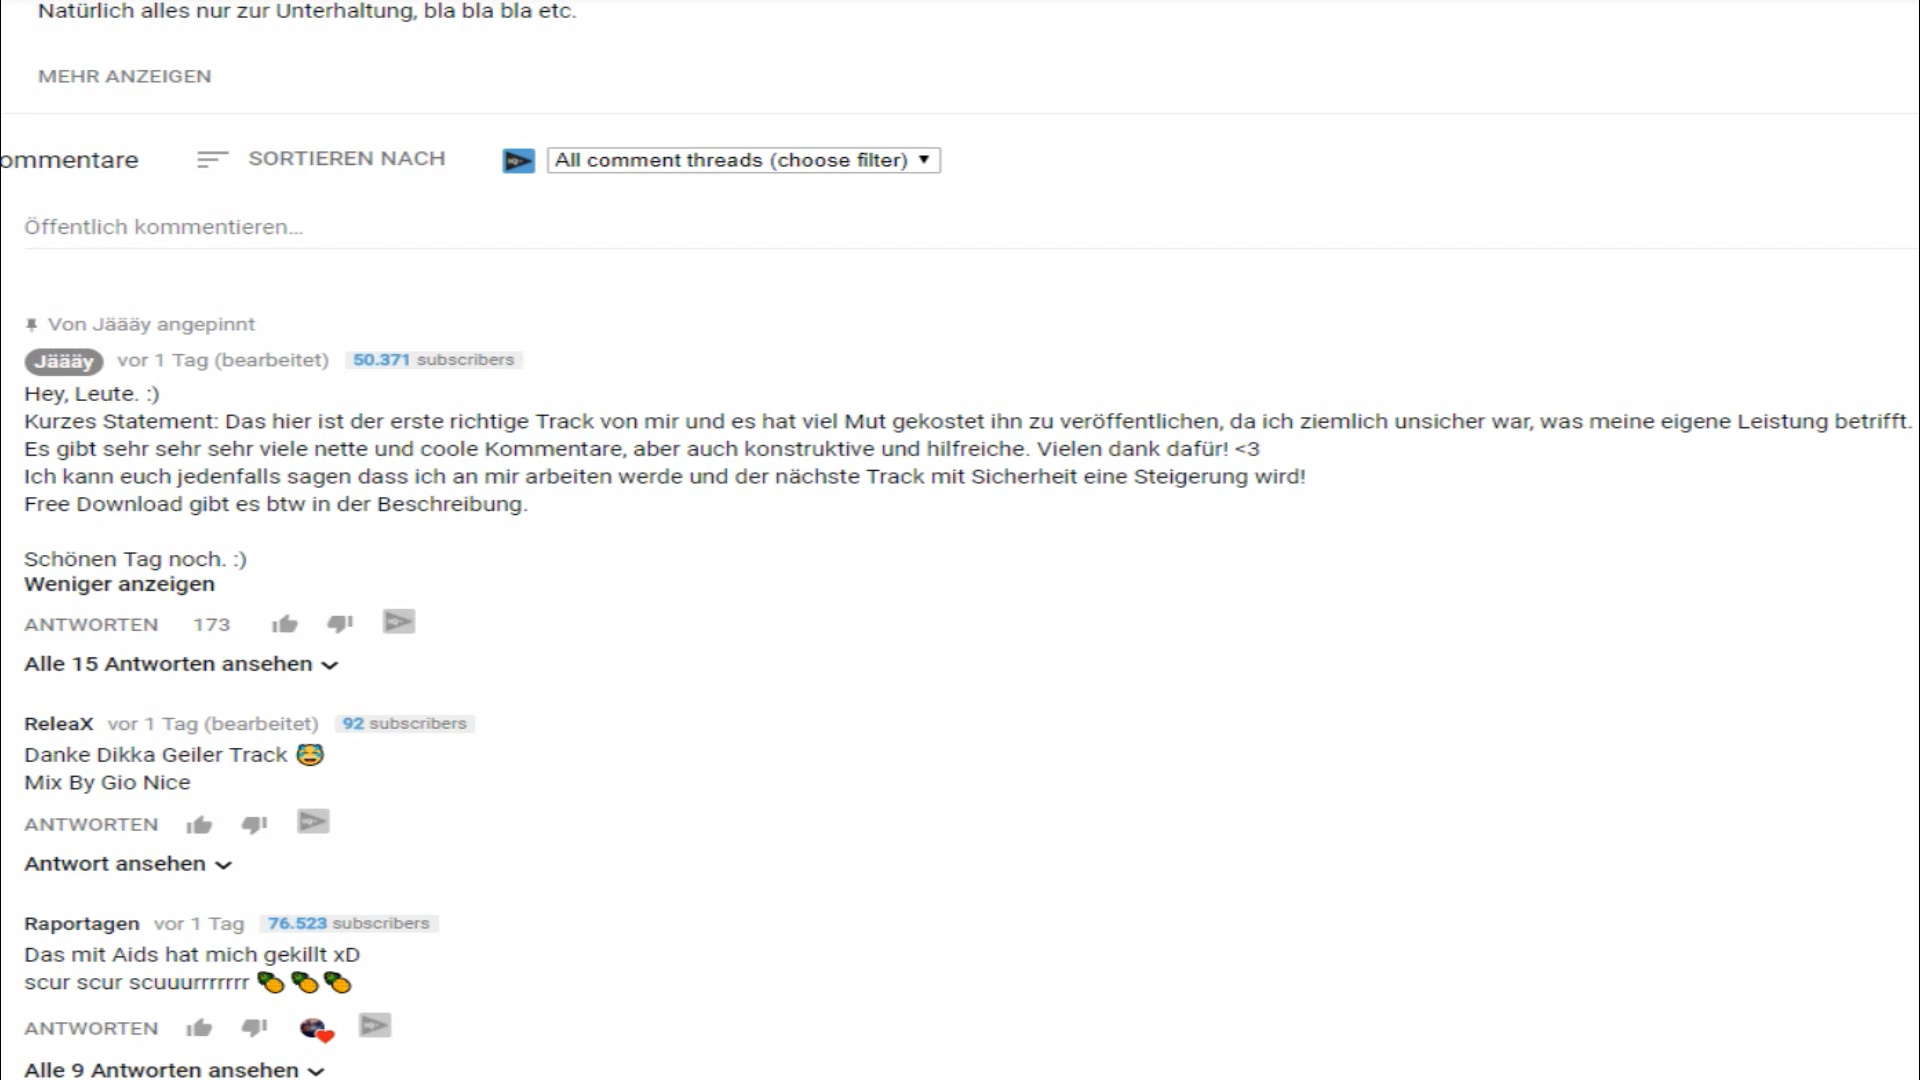 Natürlich alles nur zur Unterhaltung, bla bla bla etc.
MEHR ANZEIGEN
ommentare SORTIEREN NACH All comment threads (choose filter)
Öffentlich kommentieren...
Von Jäääy angepinnt
Jäääy vor 1 Tag (bearbeitet) 50.371 subscribers
Hey, Leute. :)
Kurzes Statement: Das hier ist der erste richtige Track von mir und es hat viel Mut gekostet ihn zu veröffentlichen, da ich ziemlich unsicher war, was meine eigene Leistung betrifft.
Es gibt sehr sehr sehr viele nette und coole Kommentare, aber auch konstruktive und hilfreiche. Vielen dank dafür! <3
Ich kann euch jedenfalls sagen dass ich an mir arbeiten werde und der nächste Track mit Sicherheit eine Steigerung wird!
Free Download gibt es btw in der Beschreibung.
Schönen Tag noch. :)
Weniger anzeigen
ANTWORTEN 173
Alle 15 Antworten ansehen
ReleaX vor 1 Tag (bearbeitet) 92 subscribers
Danke Dikka Geiler Track
Mix By Gio Nice
ANTWORTEN
Antwort ansehen
Raportagen vor 1 Tag 76.523 subscribers
Das mit Aids hat mich gekillt xD
scur scur scuuurrrrrrr 🍍🍍🍍
ANTWORTEN
Alle 9 Antworten ansehen